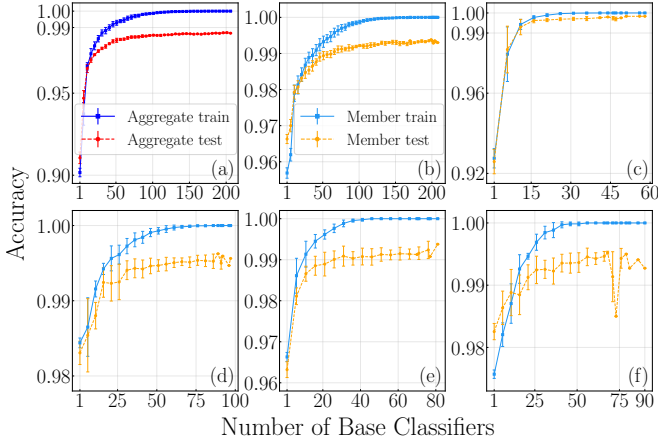 1.00
0.99
0.95
0.90
Aggregate train
Aggregate test
(a)
1 50 100 150 200
1.00
0.99
0.98
0.97
0.96
Member train
Member test
(b)
1 50 100 150 200
1.00
0.99
0.96
0.92
(c)
1 15 30 45 60
Accuracy
1.00
0.99
0.98
(d)
1 25 50 75 100
1.00
0.99
0.98
0.97
0.96
(e)
1 20 40 60 80
1.00
0.99
0.98
(f)
1 25 50 75 90
Number of Base Classifiers